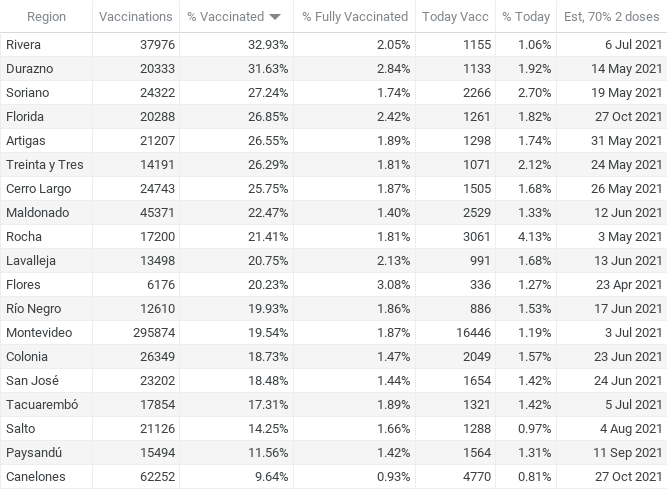 Region Vaccinations % Vaccinated % Fully Vaccinated Today Vacc % Today Est, 70% 2 doses
Rivera 37976 32.93% 2.05% 1155 1.06% 6 Jul 2021
Durazno 20333 31.63% 2.84% 1133 1.92% 14 May 2021
Soriano 24322 27.24% 1.74% 2266 2.70% 19 May 2021
Florida 20288 26.85% 2.42% 1261 1.82% 27 Oct 2021
Artigas 21207 26.55% 1.89% 1298 1.74% 31 May 2021
Treinta y Tres 14191 26.29% 1.81% 1071 2.12% 24 May 2021
Cerro Largo 24743 25.75% 1.87% 1505 1.68% 26 May 2021
Maldonado 45371 22.47% 1.40% 2529 1.33% 12 Jun 2021
Rocha 17200 21.41% 1.81% 3061 4.13% 3 May 2021
Lavalleja 13498 20.75% 2.13% 991 1.68% 13 Jun 2021
Flores 6176 20.23% 3.08% 336 1.27% 23 Apr 2021
Río Negro 12610 19.93% 1.86% 886 1.53% 17 Jun 2021
Montevideo 295874 19.54% 1.87% 16446 1.19% 3 Jul 2021
Colonia 26349 18.73% 1.47% 2049 1.57% 23 Jun 2021
San José 23202 18.48% 1.44% 1654 1.42% 24 Jun 2021
Tacuarembó 17854 17.31% 1.89% 1321 1.42% 5 Jul 2021
Salto 21126 14.25% 1.66% 1288 0.97% 4 Aug 2021
Paysandú 15494 11.56% 1.42% 1564 1.31% 11 Sep 2021
Canelones 62252 9.64% 0.93% 4770 0.81% 27 Oct 2021